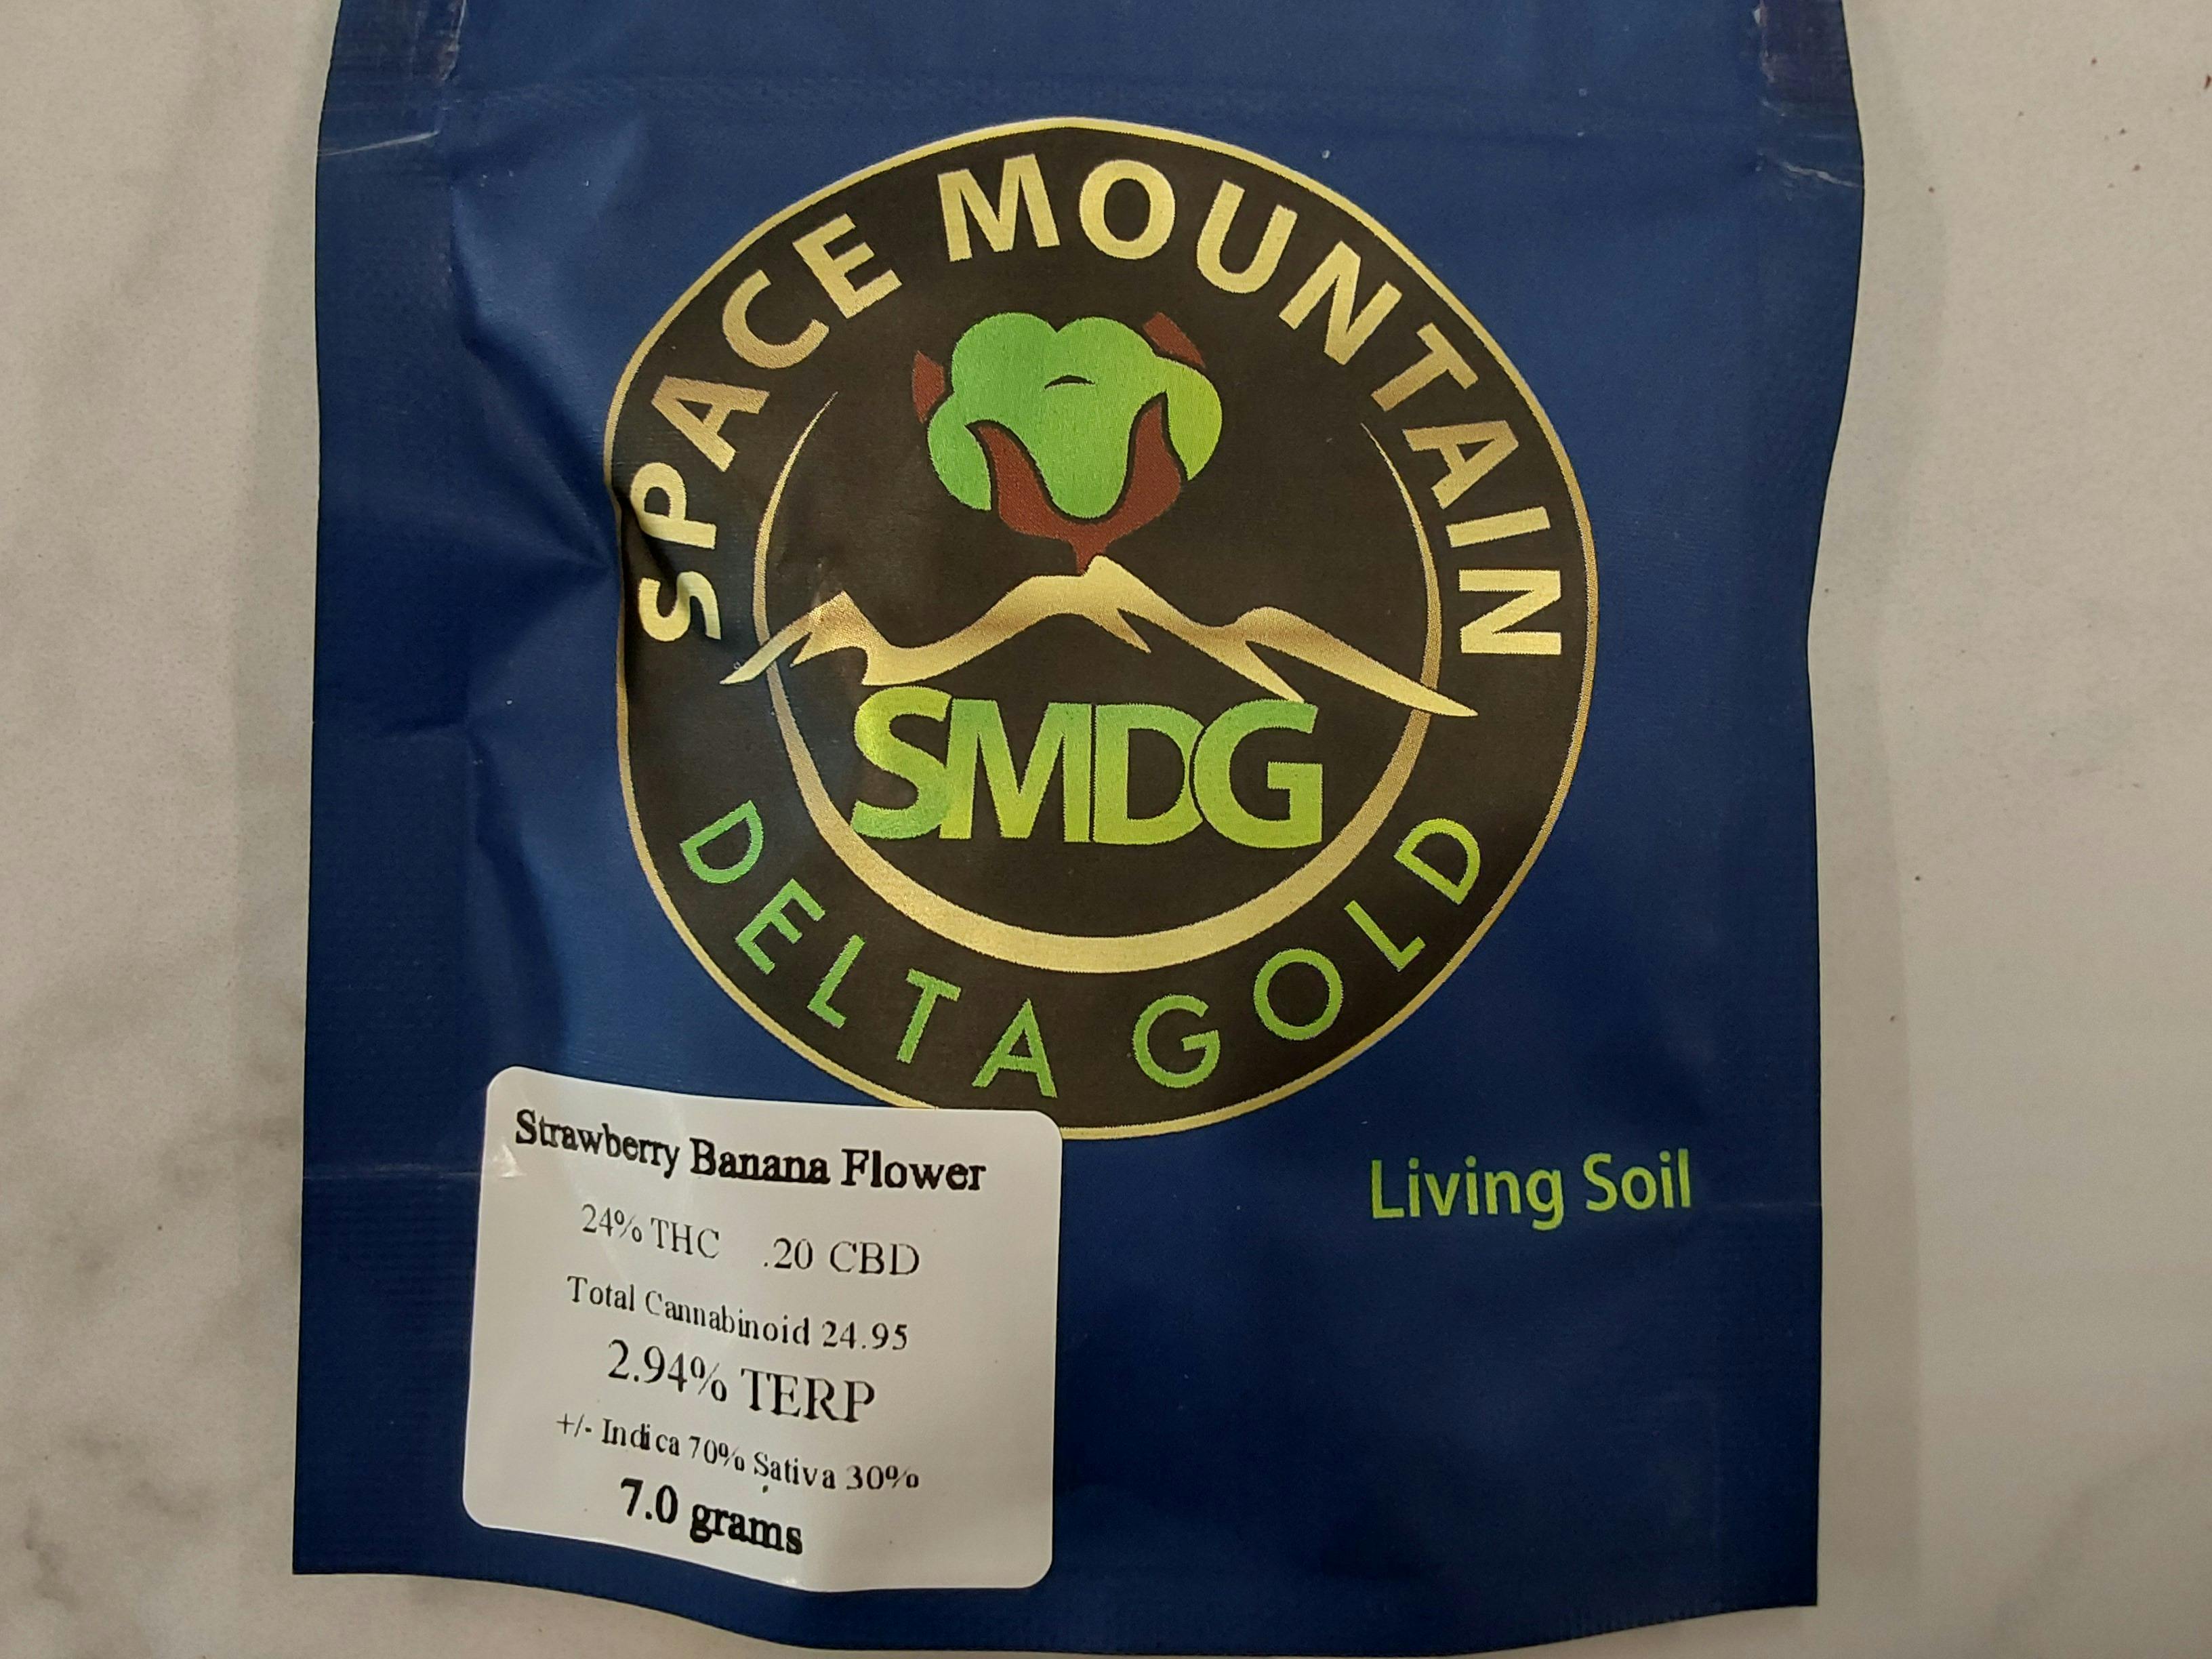 SPACE MOUNTAIN
SMDG
DELTA GOLD
Living Soil
Strawberry Banana Flower
24% THC .20 CBD
Total Cannabinoid 24.95
2.94% TERP
+/- Indica 70% Sativa 30%
7.0 grams